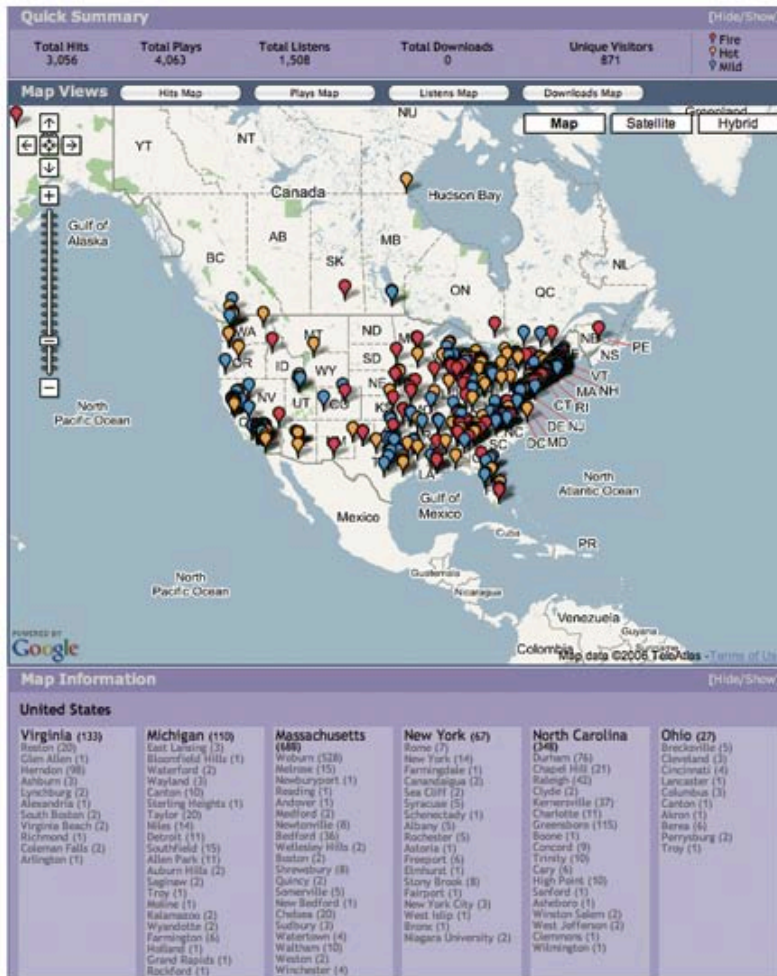 Quick Summary [Hide/Show]
Total Hits Total Plays Total Listens Total Downloads Unique Visitors
3,056 4,063 1,508 0 871
Fire
Hot
Mild
Map Views Hits Map Plays Map Listens Map Downloads Map
Map Satellite Hybrid
Greenland
NU
YT NT
Canada Hudson Bay
Gulf of
Alaska
BC AB SK MB ON QC NL
WA MT ND NB PE
NS
OR ID WY SD VT
MA NH
NE CT RI
NV UT CO KS DE NJ
DC MD
NC
SC
LA
North
Pacific Ocean
North
Atlantic Ocean
Gulf of
Mexico
Mexico
Cuba
PR
Guatemala
Nicaragua
North
Pacific Ocean
Venezuela
Guyana
Colombia
POWERED BY
Google
Map data ©2006 TeleAtlas - Terms of Us
Map Information [Hide/Show]
United States
Virginia (133)
Reston (20)
Glen Allen (1)
Herndon (98)
Ashburn (3)
Lynchburg (2)
Alexandria (1)
South Boston (2)
Virginia Beach (2)
Richmond (1)
Coleman Falls (2)
Arlington (1)
Michigan (110)
East Lansing (3)
Bloomfield Hills (1)
Waterford (2)
Wayland (3)
Canton (10)
Sterling Heights (1)
Taylor (20)
Niles (14)
Detroit (11)
Southfield (15)
Allen Park (11)
Auburn Hills (2)
Saginaw (2)
Troy (1)
Moline (1)
Kalamazoo (2)
Wyandotte (2)
Farmington (6)
Holland (1)
Grand Rapids (1)
Rockford (1)
Massachusetts
(688)
Woburn (528)
Melrose (15)
Newburyport (1)
Reading (1)
Andover (1)
Medford (2)
Newtonville (8)
Bedford (36)
Wellesley Hills (2)
Boston (2)
Shrewsbury (8)
Quincy (2)
Somerville (5)
New Bedford (1)
Chelsea (20)
Sudbury (3)
Watertown (4)
Waltham (10)
Weston (2)
Winchester (4)
New York (67)
Rome (7)
New York (14)
Farmingdale (1)
Canandaigua (2)
Sea Cliff (2)
Syracuse (5)
Schenectady (1)
Albany (5)
Rochester (5)
Astoria (1)
Freeport (6)
Elmhurst (1)
Stony Brook (8)
Fairport (1)
New York City (3)
West Islip (1)
Bronx (1)
Niagara University (2)
North Carolina
(348)
Durham (76)
Chapel Hill (21)
Raleigh (42)
Clyde (2)
Kernersville (37)
Charlotte (11)
Greensboro (115)
Boone (1)
Concord (9)
Trinity (10)
Cary (6)
High Point (10)
Sanford (1)
Asheboro (1)
Winston Salem (2)
West Jefferson (2)
Clemmons (1)
Wilmington (1)
Ohio (27)
Brecksville (5)
Cleveland (3)
Cincinnati (4)
Lancaster (1)
Columbus (3)
Canton (1)
Akron (1)
Berea (6)
Perrysburg (2)
Troy (1)